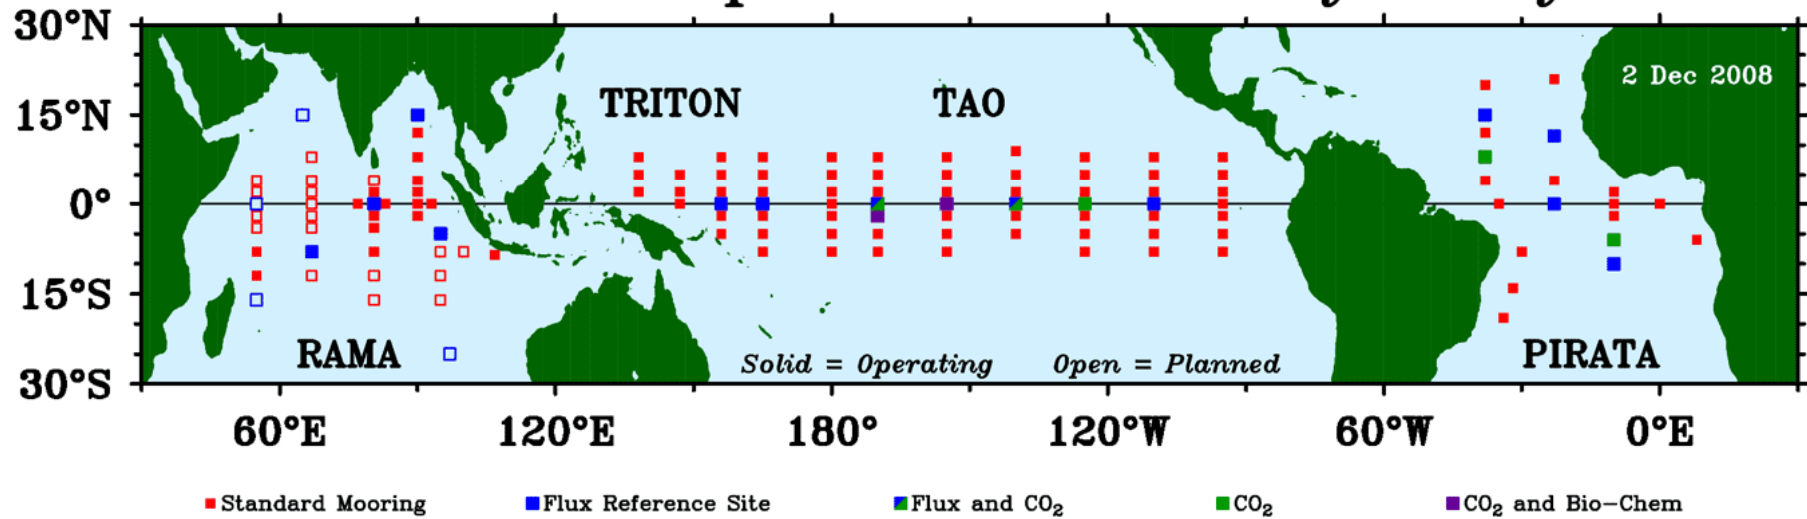 30°N
2 Dec 2008
TRITON TAO
15°N
0°
15°S
RAMA Solid = Operating Open = Planned PIRATA
30°S
60°E 120°E 180° 120°W 60°W 0°E
Standard Mooring Flux Reference Site Flux and CO₂ CO₂ CO₂ and Bio-Chem